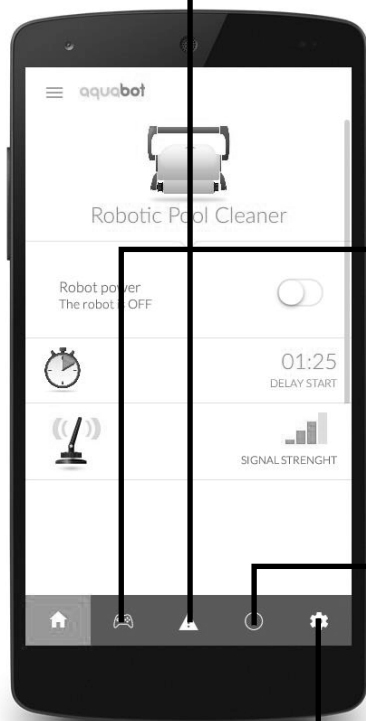 aquabot
Robotic Pool Cleaner
Robot power
The robot is OFF
01:25
DELAY START
SIGNAL STRENGHT